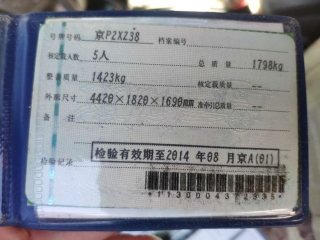 号牌号码 京P2XZ38 档案编号
核定载人数 5人 总质量 1798kg
整备质量 1423kg 核定载质量 --
外廓尺寸 4420×1820×1690mm 准牵引总质量 --
备注
检验记录 检验有效期至2014 年08 月京A(01)